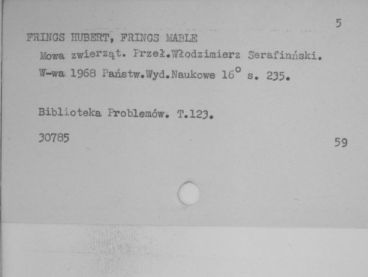 5
FRINGS HUBERT, FRINGS MABLE
Mowa zwierząt. Przeł.Włodzimierz Serafiński.
W-wa 1968 Państw.Wyd.Naukowe 16° s. 235.
Biblioteka Problemów. T.123.
30785
59